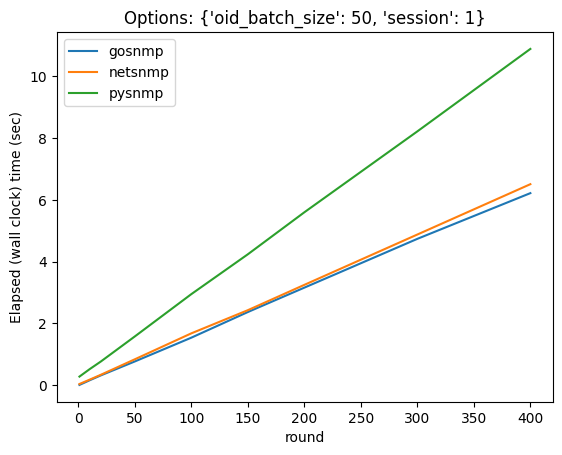 Options: {'oid_batch_size': 50, 'session': 1}
gosnmp
netsnmp
pysnmp
Elapsed (wall clock) time (sec)
10
8
6
4
2
0
0 50 100 150 200 250 300 350 400
round